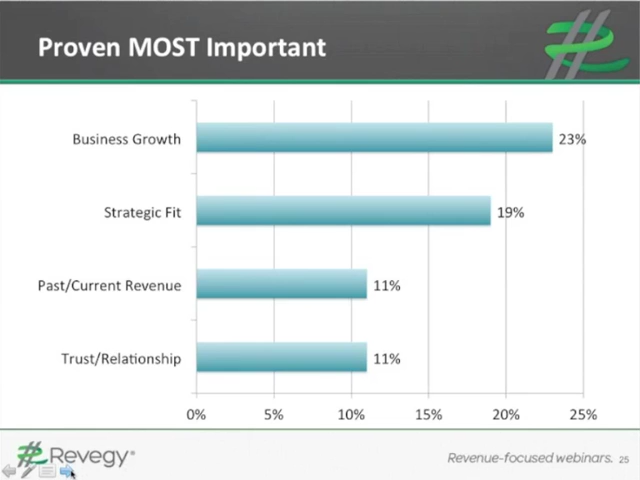 Proven MOST Important
Business Growth 23%
Strategic Fit 19%
Past/Current Revenue 11%
Trust/Relationship 11%
0% 5% 10% 15% 20% 25%
Revegy® Revenue-focused webinars. 25